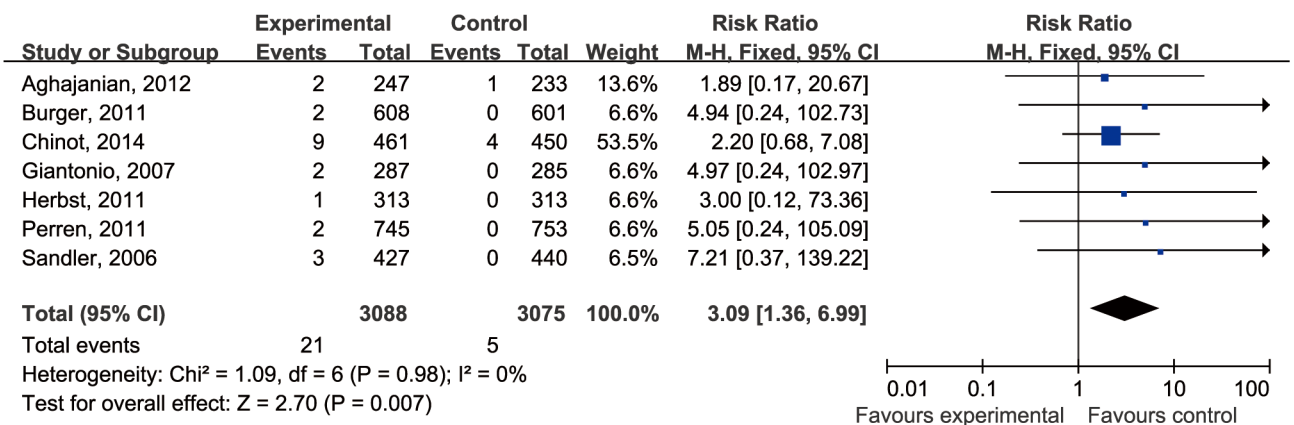 Experimental Control Risk Ratio Risk Ratio
Study or Subgroup Events Total Events Total Weight M-H, Fixed, 95% CI M-H, Fixed, 95% CI
Aghajanian, 2012 2 247 1 233 13.6% 1.89 [0.17, 20.67]
Burger, 2011 2 608 0 601 6.6% 4.94 [0.24, 102.73]
Chinot, 2014 9 461 4 450 53.5% 2.20 [0.68, 7.08]
Giantonio, 2007 2 287 0 285 6.6% 4.97 [0.24, 102.97]
Herbst, 2011 1 313 0 313 6.6% 3.00 [0.12, 73.36]
Perren, 2011 2 745 0 753 6.6% 5.05 [0.24, 105.09]
Sandler, 2006 3 427 0 440 6.5% 7.21 [0.37, 139.22]
Total (95% CI) 3088 3075 100.0% 3.09 [1.36, 6.99]
Total events 21 5
Heterogeneity: Chi² = 1.09, df = 6 (P = 0.98); I² = 0%
Test for overall effect: Z = 2.70 (P = 0.007)
0.01 0.1 1 10 100
Favours experimental Favours control